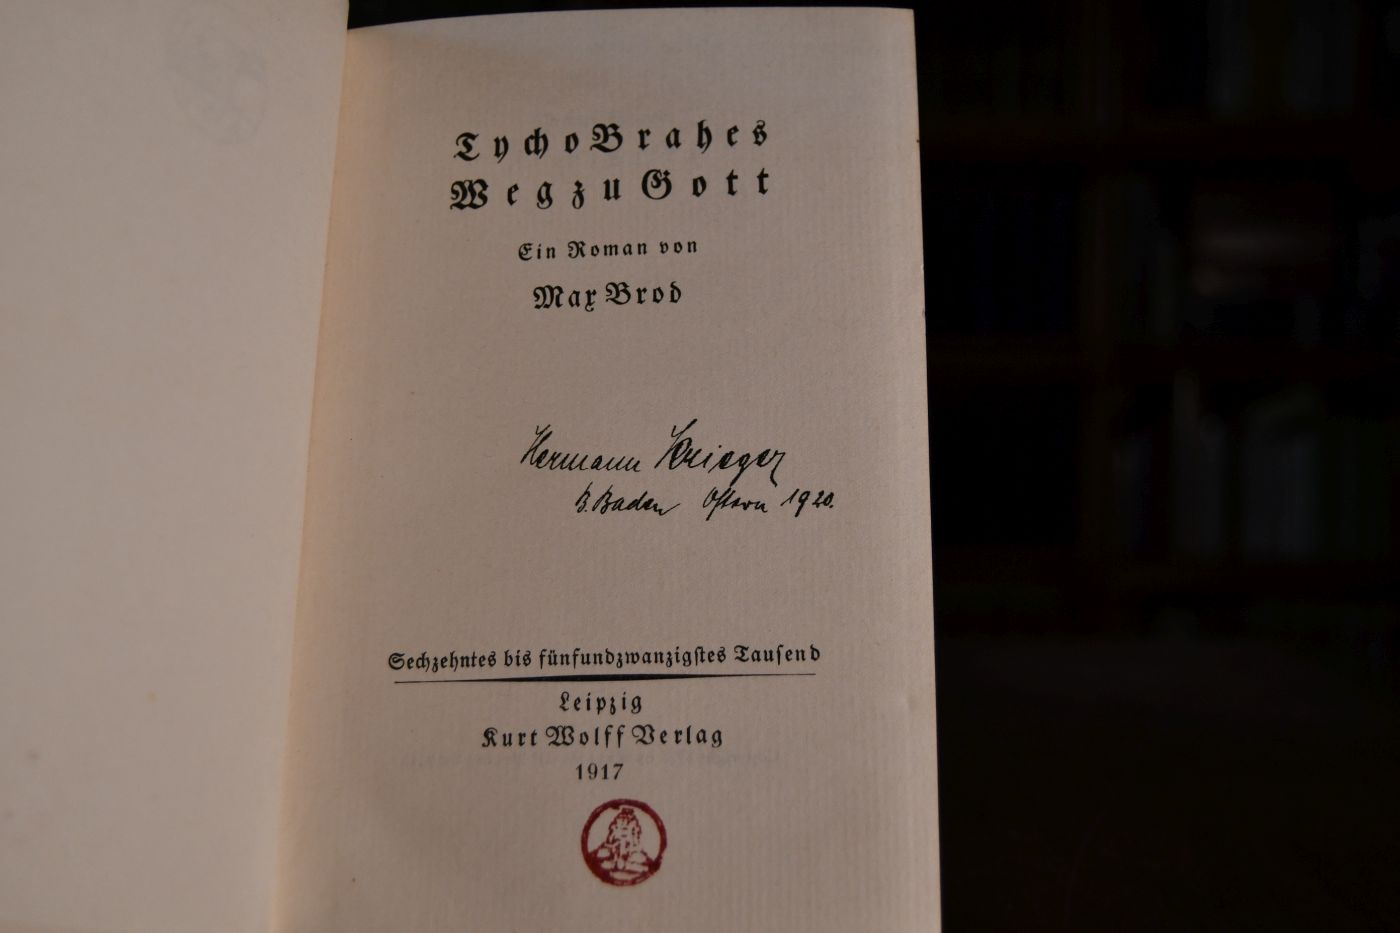 Tycho Brahes
Weg zu Gott
Ein Roman von
Max Brod
Hermann Krieger
B. Baden Ostern 1920.
Sechzehntes bis fünfundzwanzigstes Tausend
Leipzig
Kurt Wolff Verlag
1917